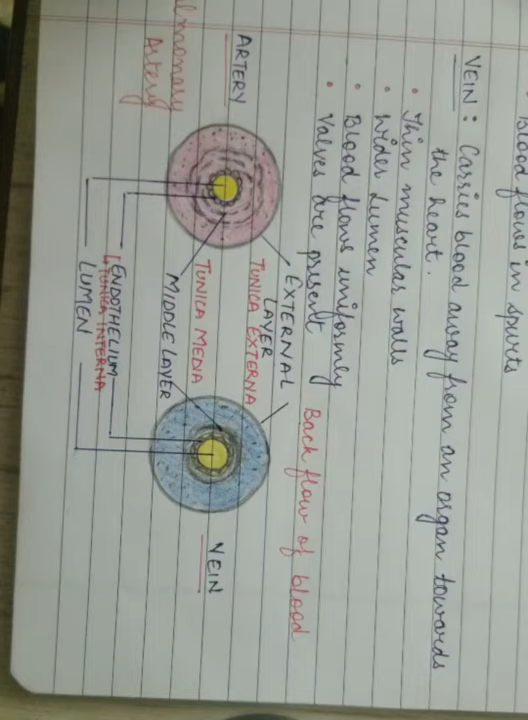 Blood flows in spurts
VEIN: Carries blood away from an organ towards
the heart.
• Thin muscular walls
• Wider lumen
• Blood flows uniformly
• Valves are present Back flow of blood
EXTERNAL
LAYER
TUNICA EXTERNA
ARTERY
VEIN
TUNICA MEDIA
MIDDLE LAYER
lmonary
Artery
ENDOTHELIUM
TUNICA INTERNA
LUMEN